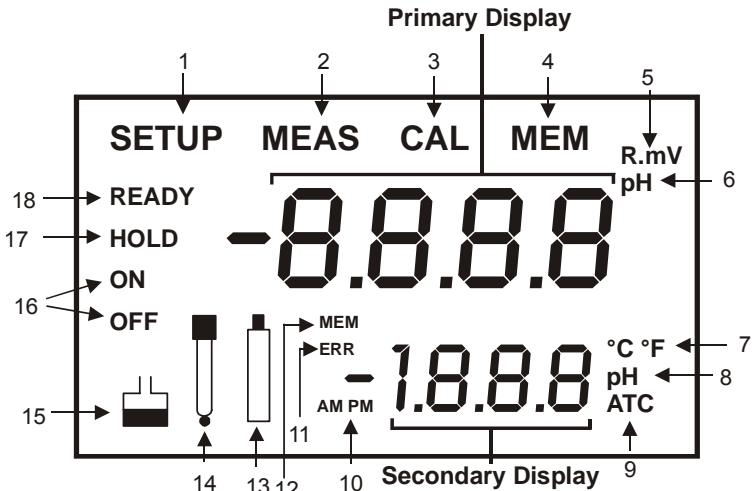 Primary Display
1 2 3 4 5
SETUP MEAS CAL MEM
R.mV
18 READY pH 6
17 HOLD -8.8.8.8
16 ON
OFF
MEM
ERR °C °F 7
-1.8.8.8 pH 8
15 AM PM ATC
11
14 13 12 10 Secondary Display 9